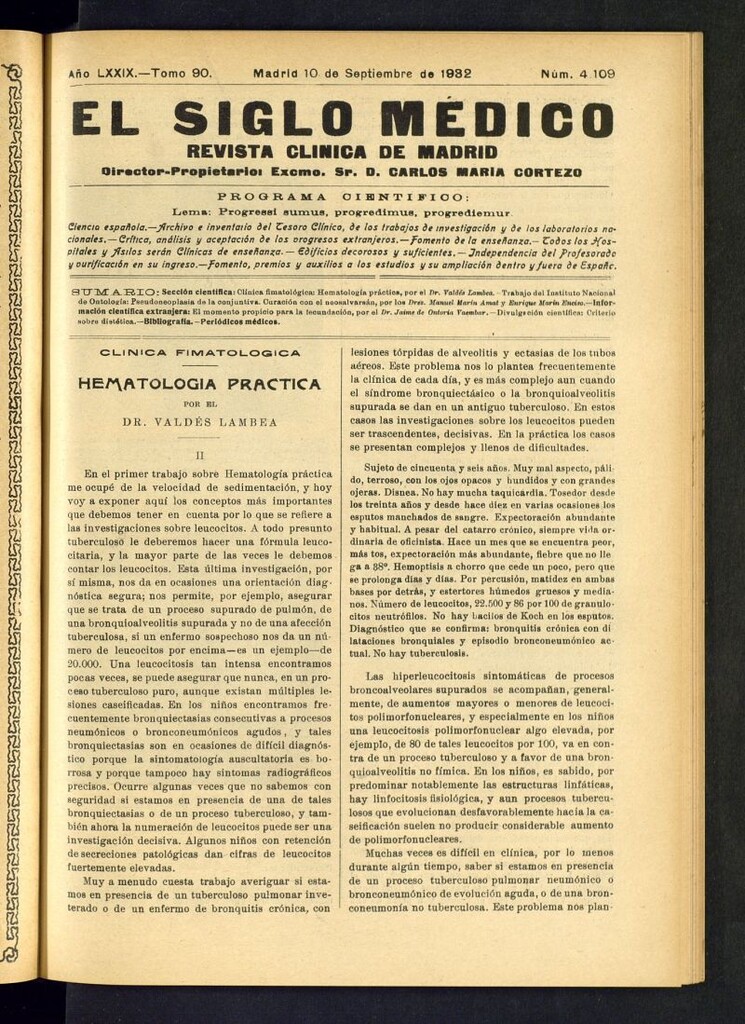 Año LXXIX.—Tomo 90. Madrid 10 de Septiembre de 1932 Núm. 4.109
EL SIGLO MÉDICO
REVISTA CLINICA DE MADRID
Director-Propietario: Excmo. Sr. D. CARLOS MARIA CORTEZO
PROGRAMA CIENTIFICO:
Lema: Progressi sumus, progredimus, progrediemur
Ciencia española.—Archivo e inventario del Tesoro Clínico, de los trabajos de investigación y de los laboratorios na-
cionales.—Crítica, análisis y aceptación de los progresos extranjeros.—Fomento de la enseñanza.—Todos los Hos-
pitales y Asilos serán Clínicas de enseñanza.—Edificios decorosos y suficientes.—Independencia del Profesorado
y purificación en su ingreso.—Fomento, premios y auxilios a los estudios y su ampliación dentro y fuera de España.
SUMARIO: Sección científica: Clínica fimatológica: Hematología práctica, por el Dr. Valdés Lambea.—Trabajo del Instituto Nacional
de Ontología: Pseudoneoplasia de la conjuntiva. Curación con el neosalvarsán, por los Dres. Manuel Marín Amat y Enrique Marín Enciso.—Infor-
mación científica extranjera: El momento propicio para la fecundación, por el Dr. Jaime de Ontoria Vaembar.—Divulgación científica: Criterio
sobre dietética.—Bibliografía.—Periódicos médicos.
CLINICA FIMATOLOGICA
HEMATOLOGIA PRACTICA
POR EL
DR. VALDÉS LAMBEA
II
En el primer trabajo sobre Hematología práctica
me ocupé de la velocidad de sedimentación, y hoy
voy a exponer aquí los conceptos más importantes
que debemos tener en cuenta por lo que se refiere a
las investigaciones sobre leucocitos. A todo presunto
tuberculoso le deberemos hacer una fórmula leuco-
citaria, y la mayor parte de las veces le debemos
contar los leucocitos. Esta última investigación, por
sí misma, nos da en ocasiones una orientación diag-
nóstica segura; nos permite, por ejemplo, asegurar
que se trata de un proceso supurado de pulmón, de
una bronquioalveolitis supurada y no de una afección
tuberculosa, si un enfermo sospechoso nos da un nú-
mero de leucocitos por encima—es un ejemplo—de
20.000. Una leucocitosis tan intensa encontramos
pocas veces, se puede asegurar que nunca, en un pro-
ceso tuberculoso puro, aunque existan múltiples le-
siones caseificadas. En los niños encontramos fre-
cuentemente bronquiectasias consecutivas a procesos
neumónicos o bronconeumónicos agudos, y tales
bronquiectasias son en ocasiones de difícil diagnós-
tico porque la sintomatología auscultatoria es bo-
rrosa y porque tampoco hay síntomas radiográficos
precisos. Ocurre algunas veces que no sabemos con
seguridad si estamos en presencia de una de tales
bronquiectasias o de un proceso tuberculoso, y tam-
bién ahora la numeración de leucocitos puede ser una
investigación decisiva. Algunos niños con retención
de secreciones patológicas dan cifras de leucocitos
fuertemente elevadas.
Muy a menudo cuesta trabajo averiguar si esta-
mos en presencia de un tuberculoso pulmonar inve-
terado o de un enfermo de bronquitis crónica, con
lesiones tórpidas de alveolitis y ectasias de los tubos
aéreos. Este problema nos lo plantea frecuentemente
la clínica de cada día, y es más complejo aun cuando
el síndrome bronquiectásico o la bronquioalveolitis
supurada se dan en un antiguo tuberculoso. En estos
casos las investigaciones sobre los leucocitos pueden
ser trascendentes, decisivas. En la práctica los casos
se presentan complejos y llenos de dificultades.
Sujeto de cincuenta y seis años. Muy mal aspecto, páli-
do, terroso, con los ojos opacos y hundidos y con grandes
ojeras. Disnea. No hay mucha taquicardia. Tosedor desde
los treinta años y desde hace diez en varias ocasiones los
esputos manchados de sangre. Expectoración abundante
y habitual. A pesar del catarro crónico, siempre vida or-
dinaria de oficinista. Hace un mes que se encuentra peor,
más tos, expectoración más abundante, fiebre que no lle
ga a 38º. Hemoptisis a chorro que cede un poco, pero que
se prolonga días y días. Por percusión, matidez en ambas
bases por detrás, y estertores húmedos gruesos y media-
nos. Número de leucocitos, 22.500 y 86 por 100 de granulo-
citos neutrófilos. No hay bacilos de Koch en los esputos.
Diagnóstico que se confirma: bronquitis crónica con di
lataciones bronquiales y episodio bronconeumónico ac-
tual. No hay tuberculosis.
Las hiperleucocitosis sintomáticas de procesos
broncoalveolares supurados se acompañan, general-
mente, de aumentos mayores o menores de leucoci-
tos polimorfonucleares, y especialmente en los niños
una leucocitosis polimorfonuclear algo elevada, por
ejemplo, de 80 de tales leucocitos por 100, va en con-
tra de un proceso tuberculoso y a favor de una bron-
quioalveolitis no fímica. En los niños, es sabido, por
predominar notablemente las estructuras linfáticas,
hay linfocitosis fisiológica, y aun procesos tubercu-
losos que evolucionan desfavorablemente hacia la ca-
seificación suelen no producir considerable aumento
de polimorfonucleares.
Muchas veces es difícil en clínica, por lo menos
durante algún tiempo, saber si estamos en presencia
de un proceso tuberculoso pulmonar neumónico o
bronconeumónico de evolución aguda, o de una bron-
coneumonía no tuberculosa. Este problema nos plan-